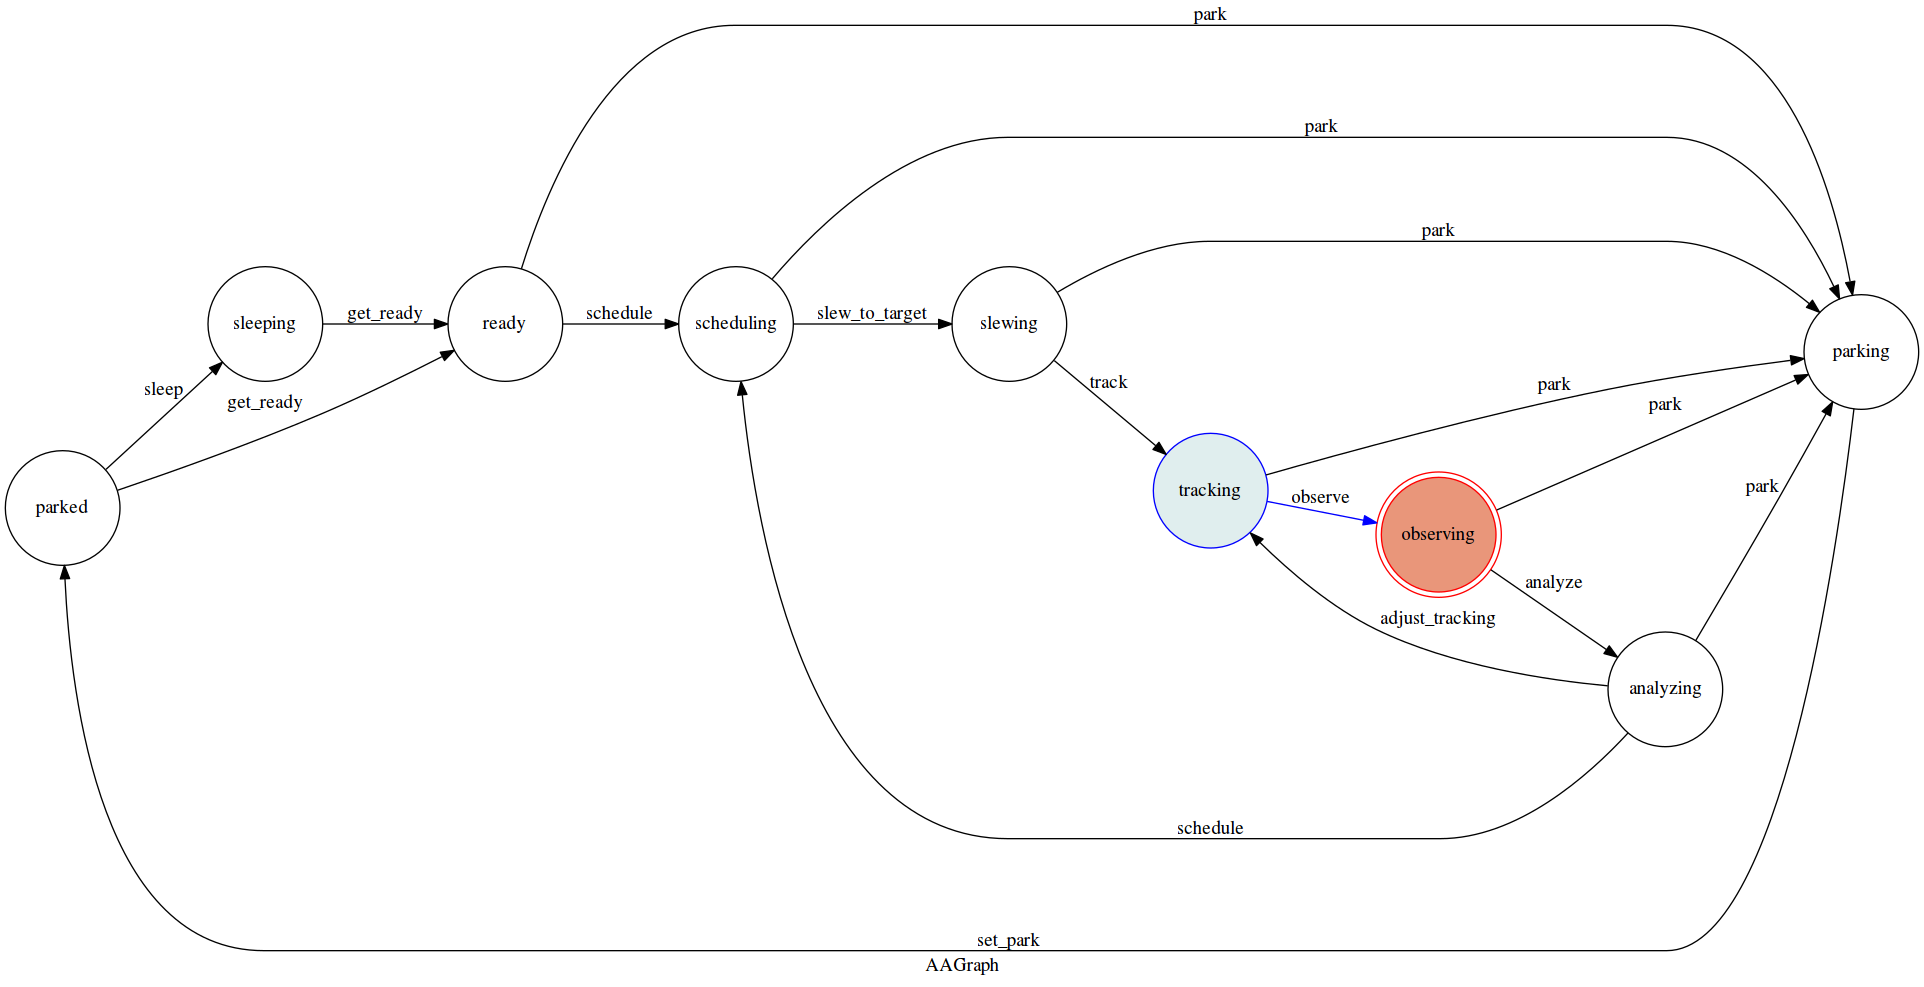 park
park
park
sleeping
get_ready
ready
schedule
scheduling
slew_to_target
slewing
parking
track
park
sleep
get_ready
park
parked
tracking
observe
observing
park
analyze
adjust_tracking
analyzing
schedule
set_park
AAGraph